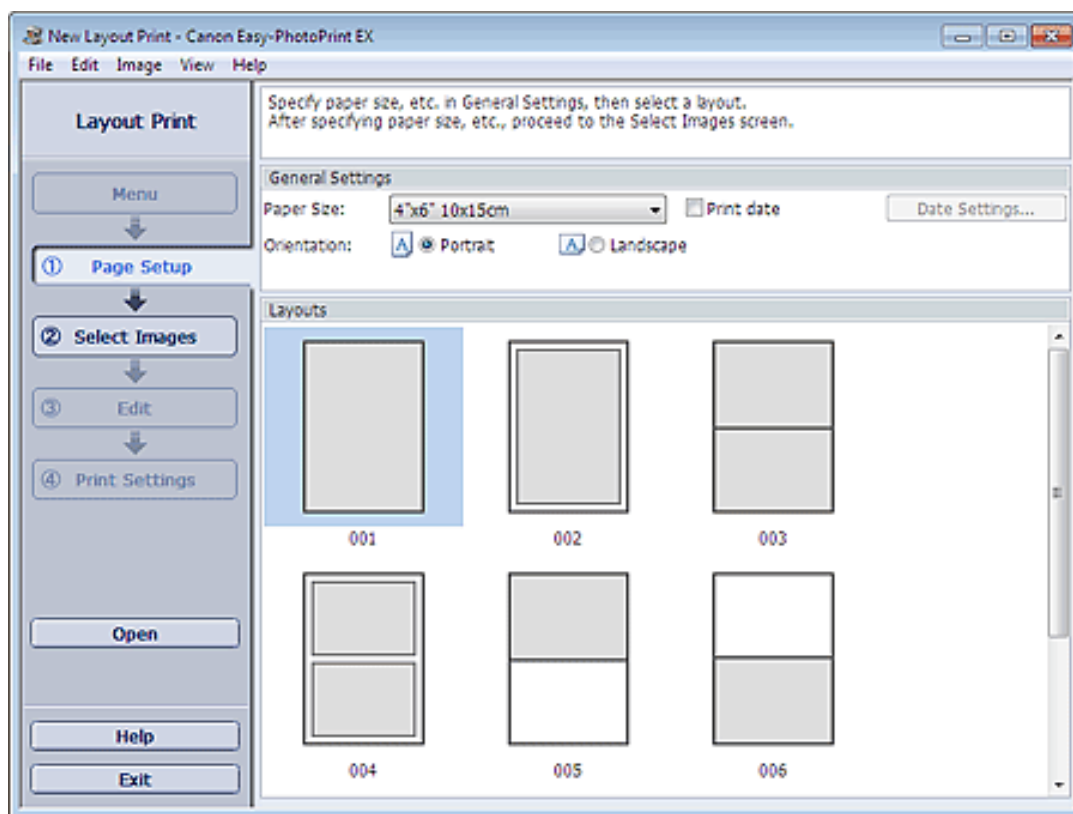 New Layout Print - Canon Easy-PhotoPrint EX
File Edit Image View Help
Layout Print
Specify paper size, etc. in General Settings, then select a layout.
After specifying paper size, etc., proceed to the Select Images screen.
Menu
① Page Setup
② Select Images
③ Edit
④ Print Settings
Open
Help
Exit
General Settings
Paper Size: 4"x6" 10x15cm Print date Date Settings...
Orientation: A Portrait A Landscape
Layouts
001 002 003
004 005 006